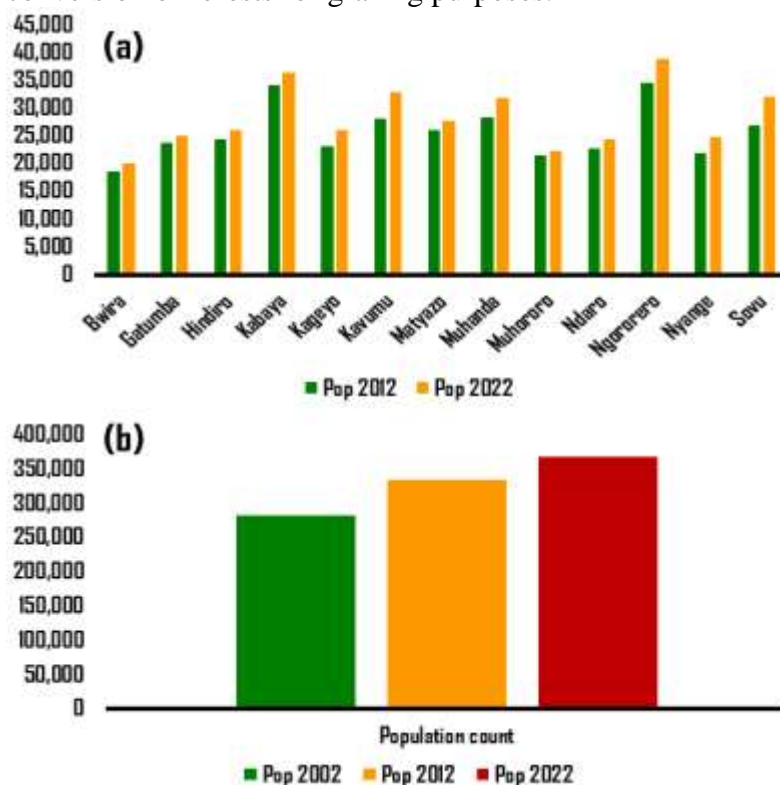 45,000
40,000
35,000
30,000
25,000
20,000
15,000
10,000
5,000
0
(a)
Bwira
Gatumba
Hindiro
Kabaya
Kageyo
Kavumu
Matyazo
Muhanda
Muhororo
Ndaro
Ngororero
Nyange
Sovu
Pop 2012 Pop 2022
400,000
350,000
300,000
250,000
200,000
150,000
100,000
50,000
0
(b)
Population count
Pop 2002 Pop 2012 Pop 2022